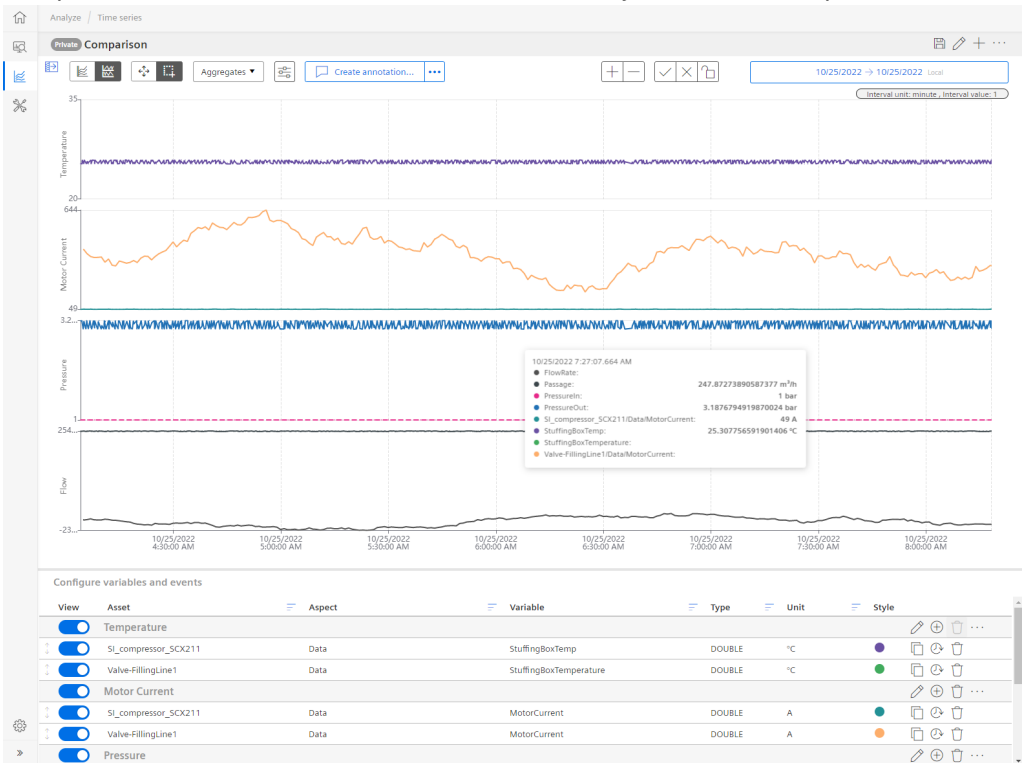 Analyze / Time series
Private Comparison
Aggregates ▼ Create annotation... ••• 10/25/2022 → 10/25/2022 Local
Interval unit: minute , Interval value: 1
35
Temperature
20
644
Motor Current
49
3.2...
Pressure
1
254...
Flow
-23...
10/25/2022 7:27:07.664 AM
FlowRate:
Passage: 247.87273890587377 m³/h
PressureIn: 1 bar
PressureOut: 3.1876794919870024 bar
SI_compressor_SCX211/Data/MotorCurrent: 49 A
StuffingBoxTemp: 25.307756591901406 °C
StuffingBoxTemperature:
Valve-FillingLine1/Data/MotorCurrent:
10/25/2022 10/25/2022 10/25/2022 10/25/2022 10/25/2022 10/25/2022 10/25/2022 10/25/2022
4:30:00 AM 5:00:00 AM 5:30:00 AM 6:00:00 AM 6:30:00 AM 7:00:00 AM 7:30:00 AM 8:00:00 AM
Configure variables and events
View Asset Aspect Variable Type Unit Style
Temperature
SI_compressor_SCX211 Data StuffingBoxTemp DOUBLE °C
Valve-FillingLine1 Data StuffingBoxTemperature DOUBLE °C
Motor Current
SI_compressor_SCX211 Data MotorCurrent DOUBLE A
Valve-FillingLine1 Data MotorCurrent DOUBLE A
Pressure